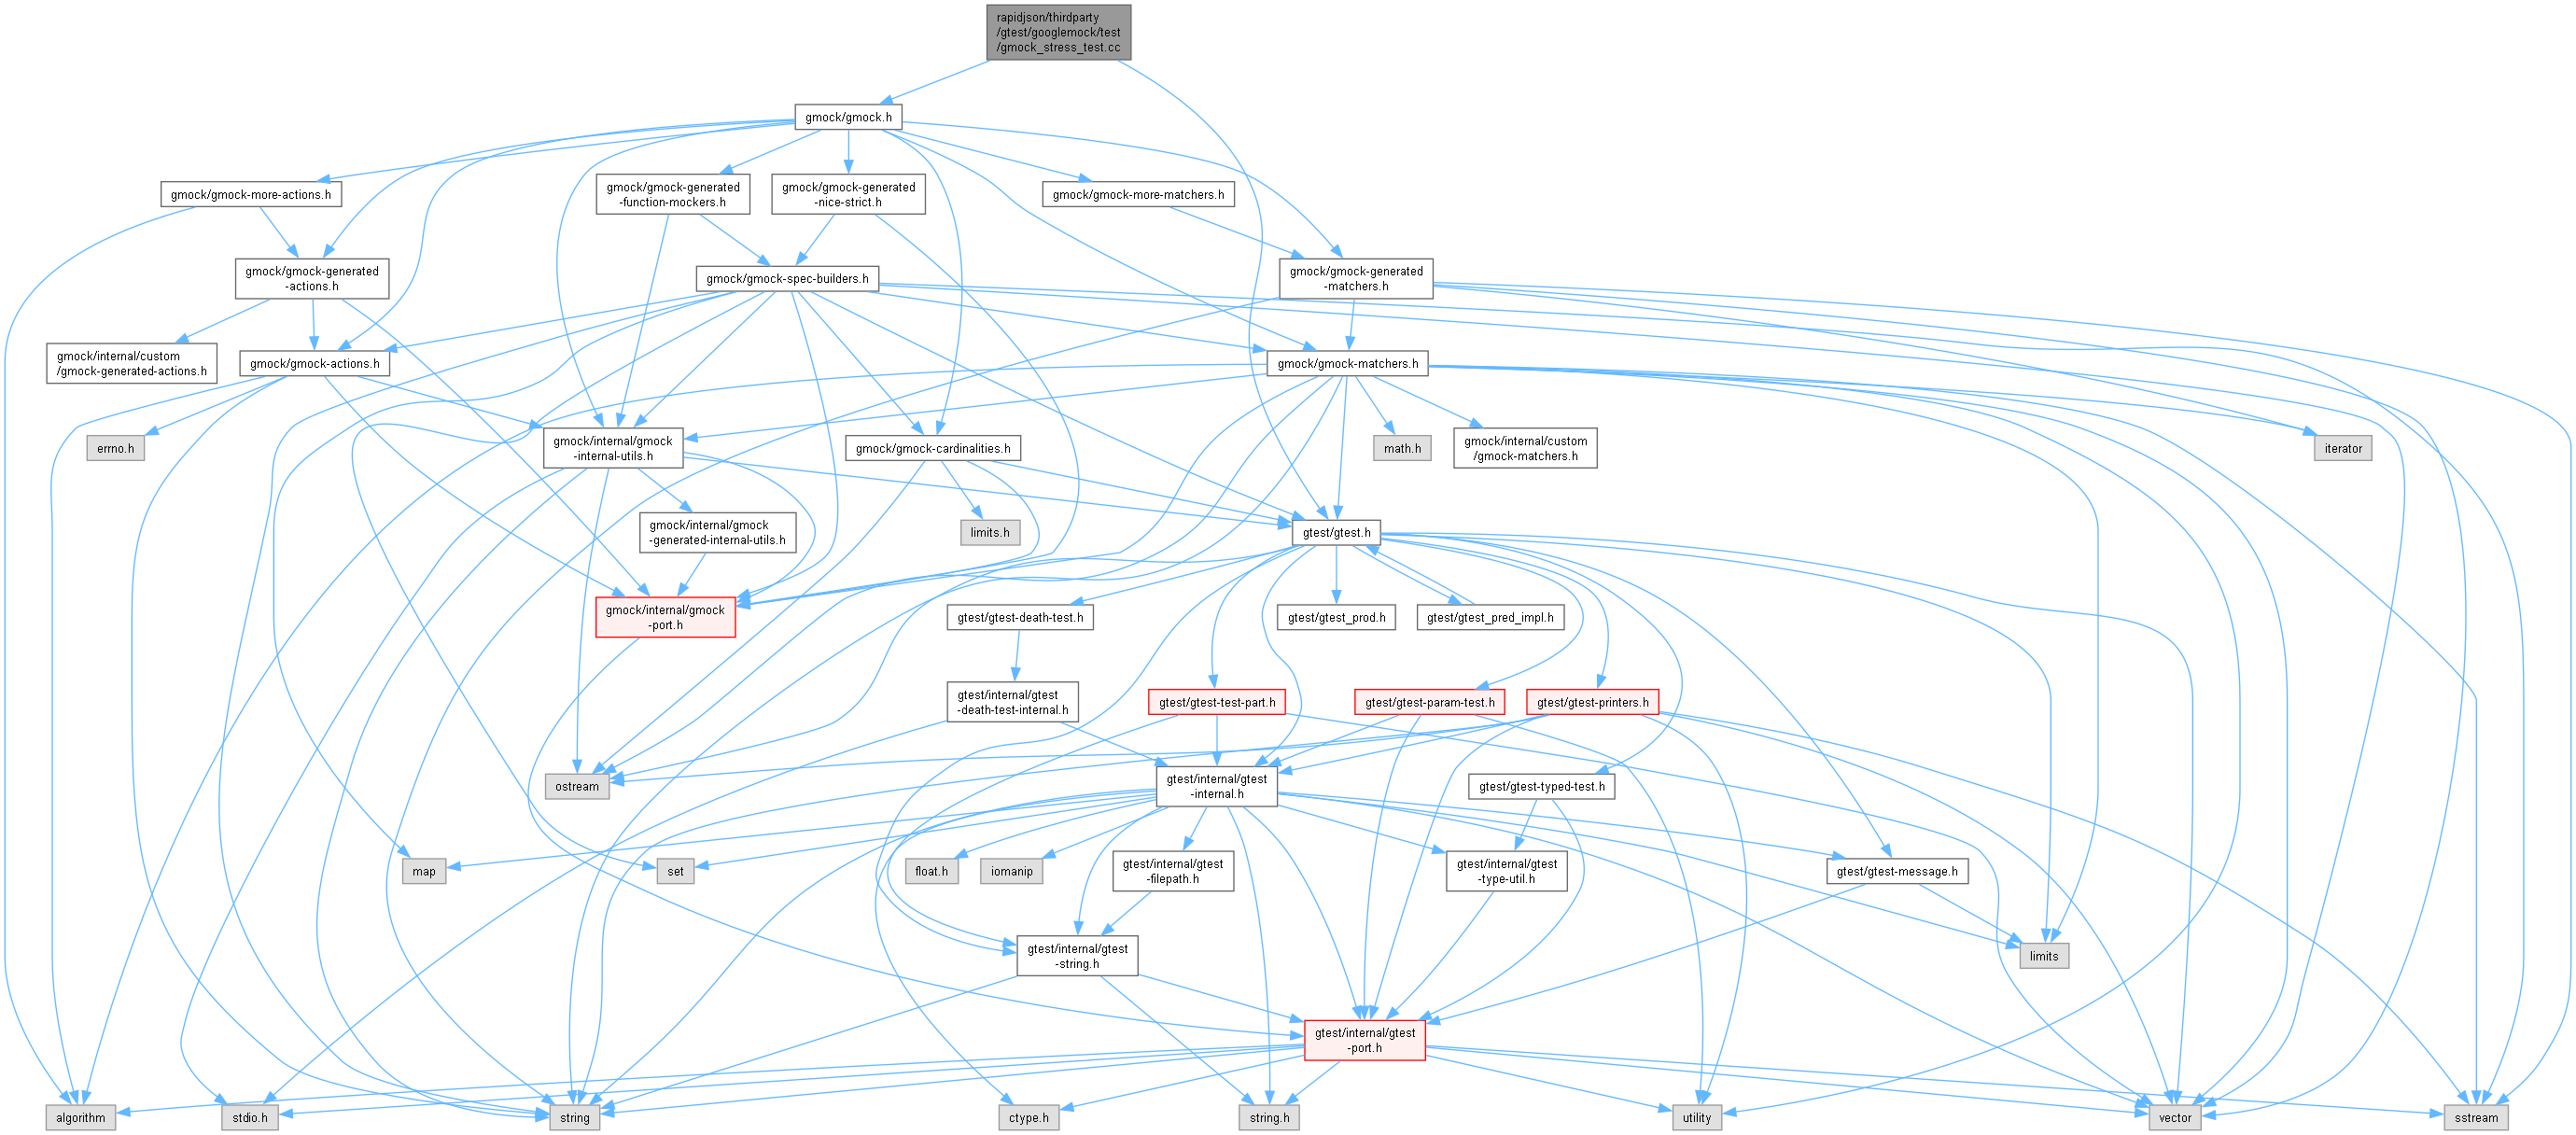 rapidjson/thirdparty
/gtest/googlemock/test
/gmock_stress_test.cc
gmock/gmock.h
gmock/gmock-more-actions.h
gmock/gmock-generated
-function-mockers.h
gmock/gmock-generated
-nice-strict.h
gmock/gmock-more-matchers.h
gmock/gmock-generated
-actions.h
gmock/gmock-spec-builders.h
gmock/gmock-generated
-matchers.h
gmock/internal/custom
/gmock-generated-actions.h
gmock/gmock-actions.h
gmock/gmock-matchers.h
errno.h
gmock/internal/gmock
-internal-utils.h
gmock/gmock-cardinalities.h
math.h
gmock/internal/custom
/gmock-matchers.h
iterator
gmock/internal/gmock
-generated-internal-utils.h
limits.h
gtest/gtest.h
gmock/internal/gmock
-port.h
gtest/gtest-death-test.h
gtest/gtest_prod.h
gtest/gtest_pred_impl.h
gtest/internal/gtest
-death-test-internal.h
gtest/gtest-test-part.h
gtest/gtest-param-test.h
gtest/gtest-printers.h
ostream
gtest/internal/gtest
-internal.h
gtest/gtest-typed-test.h
map
set
float.h
iomanip
gtest/internal/gtest
-filepath.h
gtest/internal/gtest
-type-util.h
gtest/gtest-message.h
gtest/internal/gtest
-string.h
limits
gtest/internal/gtest
-port.h
algorithm
stdio.h
string
ctype.h
string.h
utility
vector
sstream